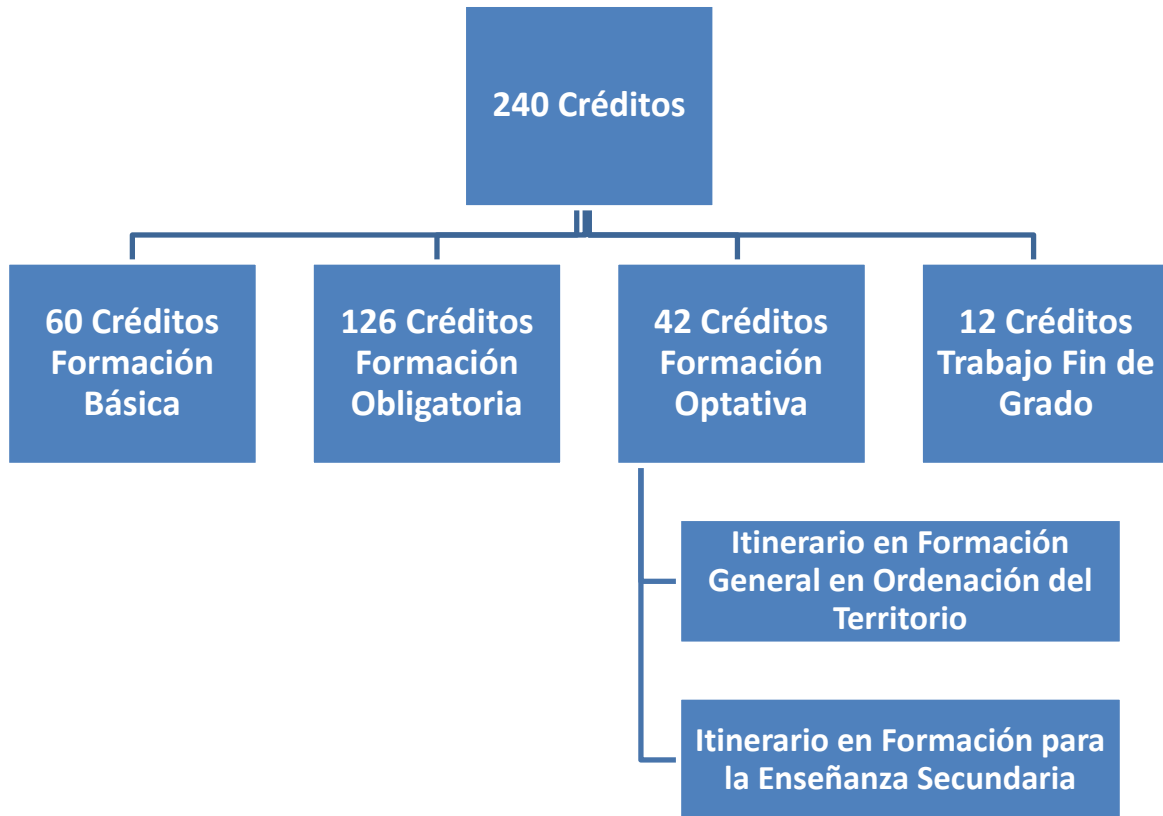 240 Créditos
60 Créditos
Formación
Básica
126 Créditos
Formación
Obligatoria
42 Créditos
Formación
Optativa
12 Créditos
Trabajo Fin de
Grado
Itinerario en Formación
General en Ordenación del
Territorio
Itinerario en Formación para
la Enseñanza Secundaria